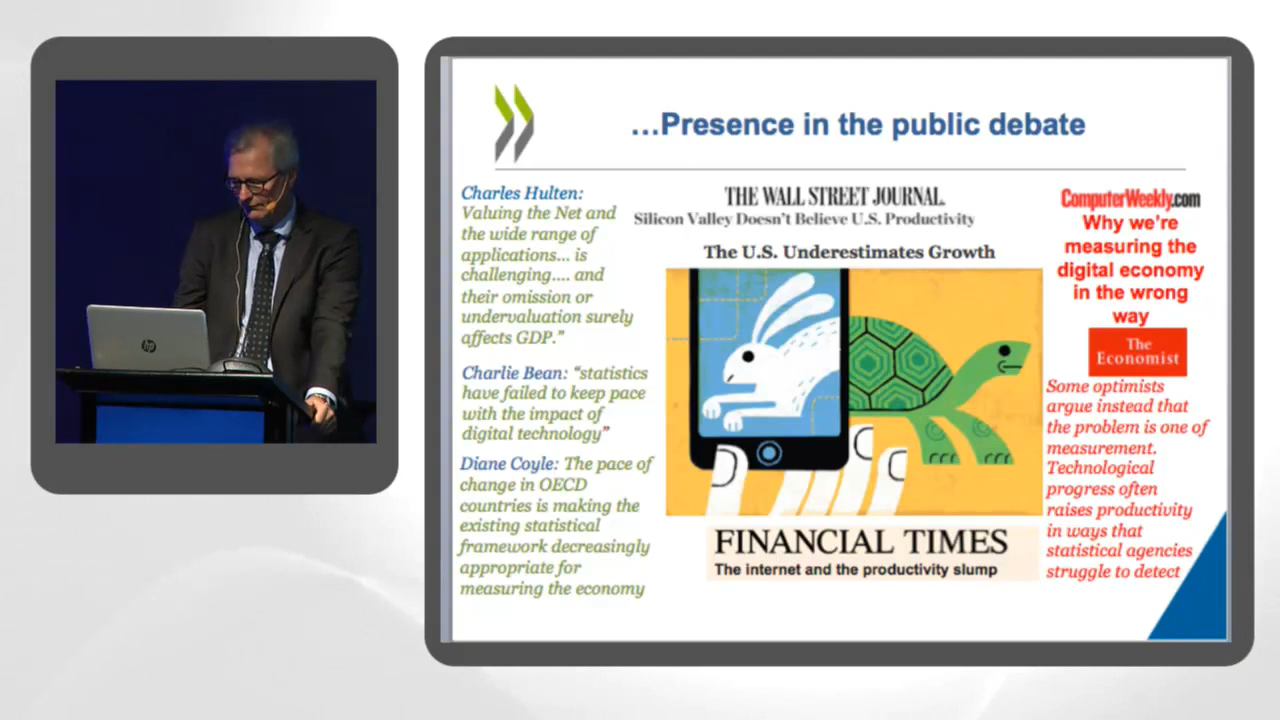 …Presence in the public debate
Charles Hulten:
Valuing the Net and
the wide range of
applications... is
challenging.... and
their omission or
undervaluation surely
affects GDP.”
Charlie Bean: “statistics
have failed to keep pace
with the impact of
digital technology”
Diane Coyle: The pace of
change in OECD
countries is making the
existing statistical
framework decreasingly
appropriate for
measuring the economy
THE WALL STREET JOURNAL.
Silicon Valley Doesn’t Believe U.S. Productivity
The U.S. Underestimates Growth
FINANCIAL TIMES
The internet and the productivity slump
ComputerWeekly.com
Why we’re
measuring the
digital economy
in the wrong
way
The
Economist
Some optimists
argue instead that
the problem is one of
measurement.
Technological
progress often
raises productivity
in ways that
statistical agencies
struggle to detect
hp